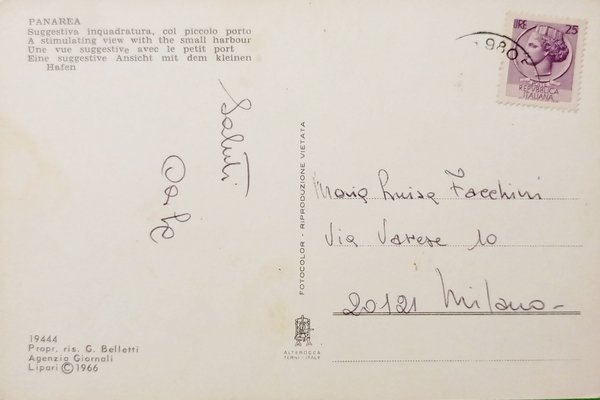 PANAREA
Suggestiva inquadratura, col piccolo porto
A stimulating view with the small harbour
Une vue suggestive avec le petit port
Eine suggestive Ansicht mit dem kleinen
Hafen
LIRE 25
REPVBBLICA
ITALIANA
9802
Saluti
FOTOCOLOR - RIPRODUZIONE VIETATA
Maria Luisa Facchini
Via Varese 10
20121 Milano-
19444
Propr. ris. G. Belletti
Agenzia Giornali
Lipari © 1966
ALTEROCCA
TERNI - ITALY